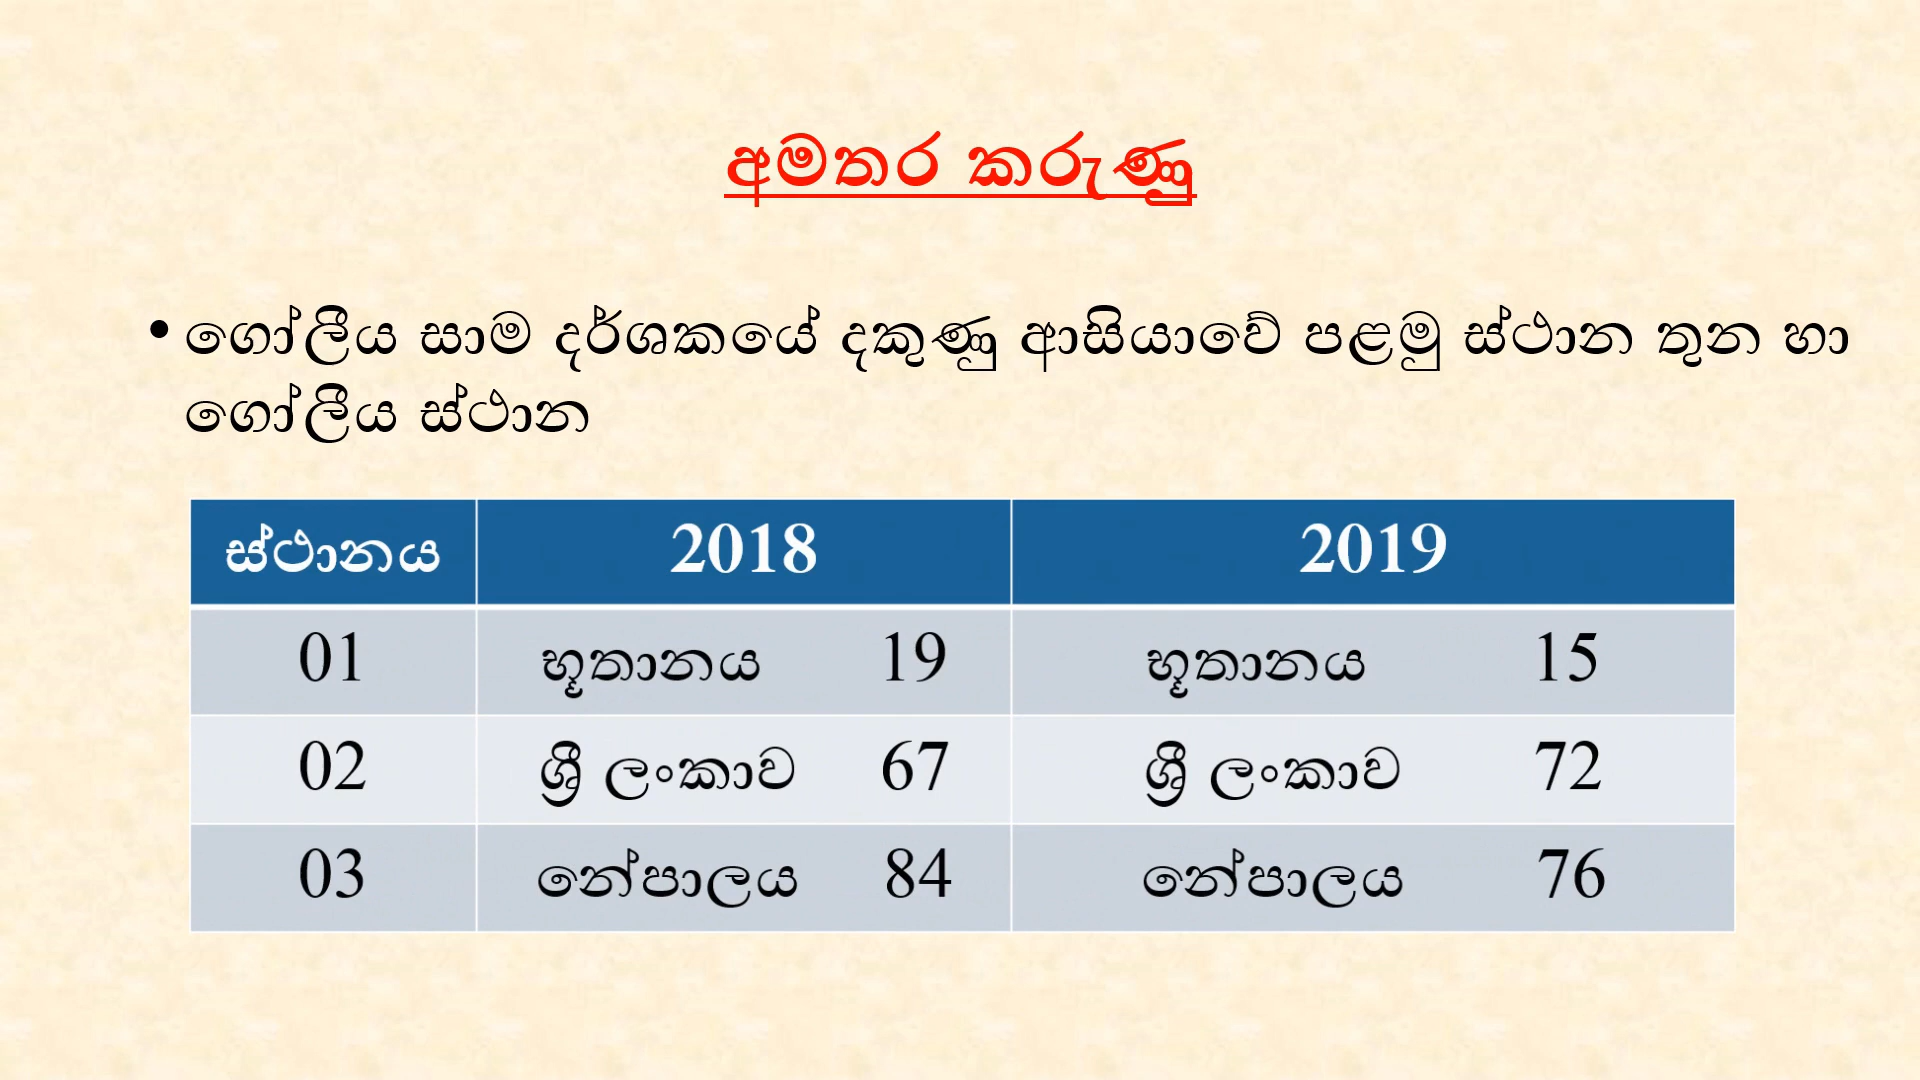 අමතර කරුණු
• ගෝලීය සාම දර්ශකයේ දකුණු ආසියාවේ පළමු ස්ථාන තුන හා
ගෝලීය ස්ථාන
ස්ථානය 2018 2019
01 භූතානය 19 භූතානය 15
02 ශ්‍රී ලංකාව 67 ශ්‍රී ලංකාව 72
03 නේපාලය 84 නේපාලය 76